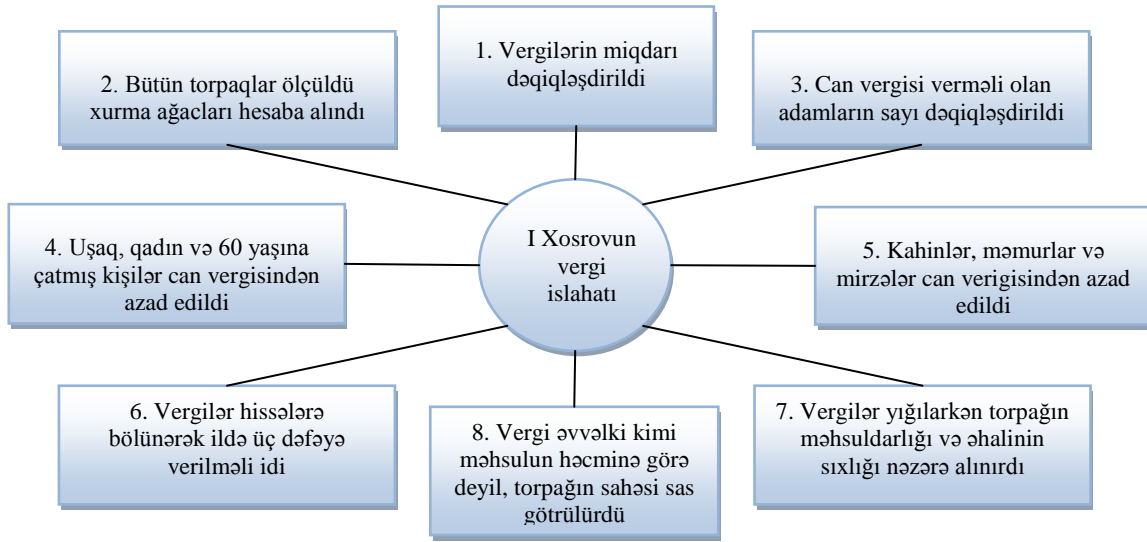 1. Vergilərin miqdarı
dəqiqləşdirildi
2. Bütün torpaqlar ölçüldü
xurma ağacları hesaba alındı
3. Can vergisi verməli olan
adamların sayı dəqiqləşdirildi
I Xosrovun
vergi
islahatı
4. Uşaq, qadın və 60 yaşına
çatmış kişilər can vergisindən
azad edildi
5. Kahinlər, məmurlar və
mirzələr can verigisindən azad
edildi
6. Vergilər hissələrə
bölünərək ildə üç dəfəyə
verilməli idi
7. Vergilər yığılarkən torpağın
məhsuldarlığı və əhalinin
sıxlığı nəzərə alınırdı
8. Vergi əvvəlki kimi
məhsulun həcminə görə
deyil, torpağın sahəsi sas
götrülürdü